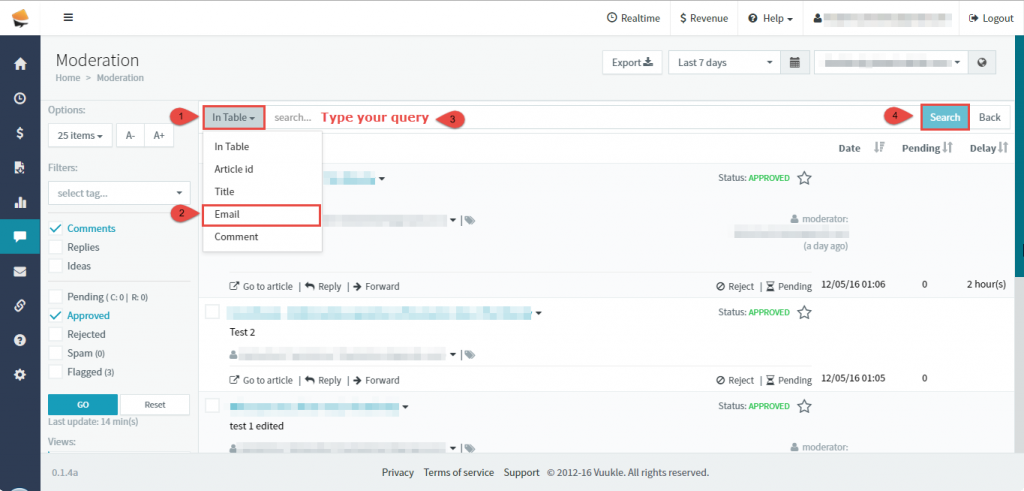 Realtime
$ Revenue
Help
Logout
Moderation
Home > Moderation
Export
Last 7 days
Options:
25 items
A-
A+
Filters:
select tag...
Comments
Replies
Ideas
Pending ( C: 0 | R: 0)
Approved
Rejected
Spam (0)
Flagged (3)
GO
Reset
Last update: 14 min(s)
Views:
0.1.4a
1
In Table
search...
Type your query
3
4
Search
Back
In Table
Article id
Title
2
Email
Comment
Date
Pending
Delay
Status: APPROVED
moderator:
(a day ago)
Go to article | Reply | Forward
Reject | Pending
12/05/16 01:06
0
2 hour(s)
Status: APPROVED
Test 2
Go to article | Reply | Forward
Reject | Pending
12/05/16 01:05
0
Status: APPROVED
test 1 edited
moderator:
Privacy Terms of service Support © 2012-16 Vuukle. All rights reserved.